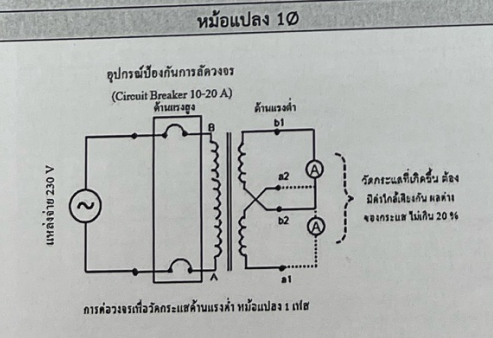 หม้อแปลง 1Ø
อุปกรณ์ป้องกันการลัดวงจร
(Circuit Breaker 10-20 A)
ด้านแรงสูง
ด้านแรงต่ำ
B
b1
a2
A
แหล่งจ่าย 230 V
b2
A
A
a1
วัดกระแสที่เกิดขึ้น ต้อง
มีค่าใกล้เคียงกัน ผลต่าง
ของกระแส ไม่เกิน 20 %
การต่อวงจรเพื่อวัดกระแสด้านแรงต่ำ หม้อแปลง 1 เฟส